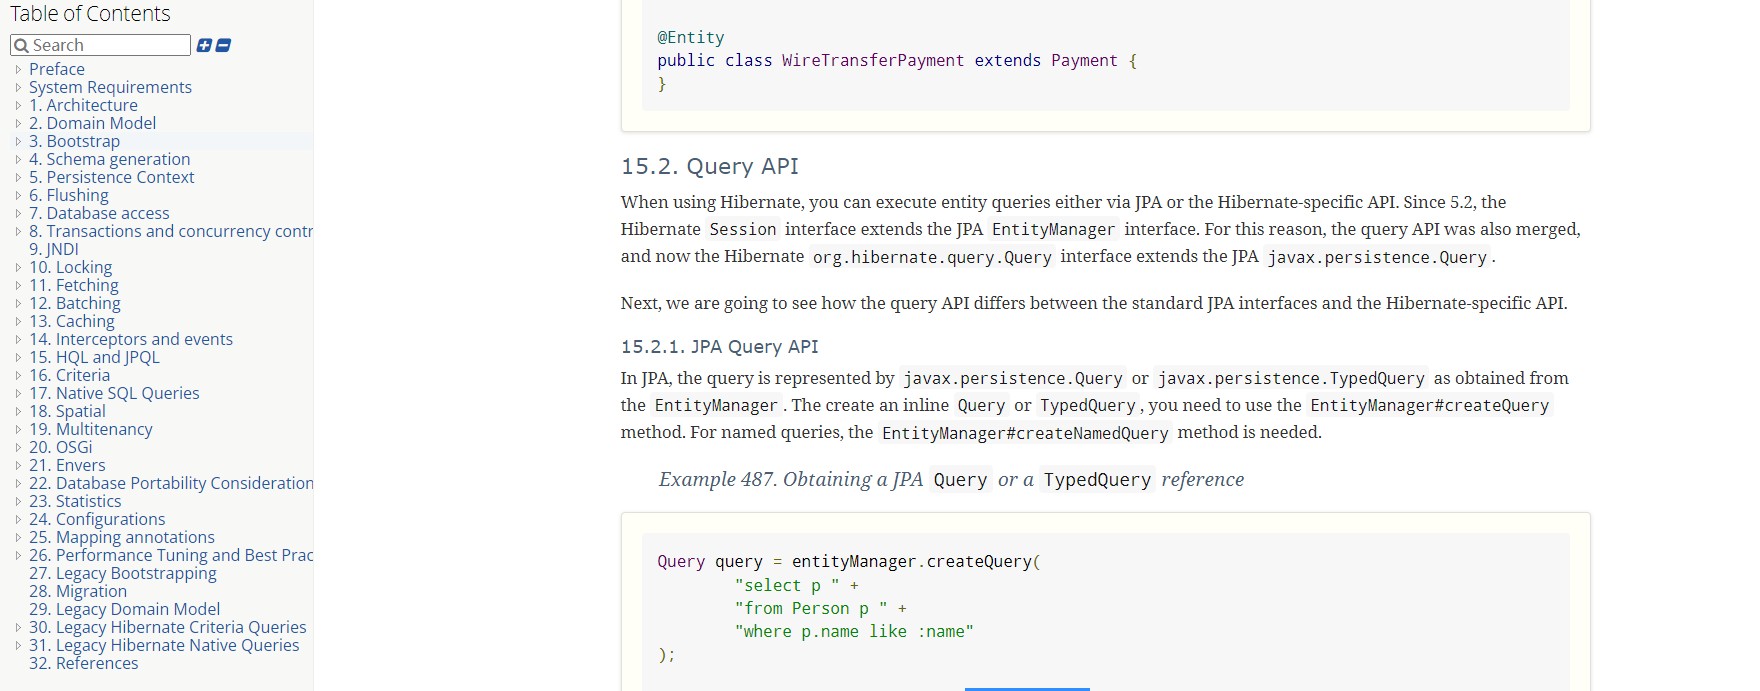 Table of Contents
Search
Preface
System Requirements
1. Architecture
2. Domain Model
3. Bootstrap
4. Schema generation
5. Persistence Context
6. Flushing
7. Database access
8. Transactions and concurrency contr
9. JNDI
10. Locking
11. Fetching
12. Batching
13. Caching
14. Interceptors and events
15. HQL and JPQL
16. Criteria
17. Native SQL Queries
18. Spatial
19. Multitenancy
20. OSGi
21. Envers
22. Database Portability Consideration
23. Statistics
24. Configurations
25. Mapping annotations
26. Performance Tuning and Best Prac
27. Legacy Bootstrapping
28. Migration
29. Legacy Domain Model
30. Legacy Hibernate Criteria Queries
31. Legacy Hibernate Native Queries
32. References
@Entity
public class WireTransferPayment extends Payment {
}
15.2. Query API
When using Hibernate, you can execute entity queries either via JPA or the Hibernate-specific API. Since 5.2, the
Hibernate Session interface extends the JPA EntityManager interface. For this reason, the query API was also merged,
and now the Hibernate org.hibernate.query.Query interface extends the JPA javax.persistence.Query.
Next, we are going to see how the query API differs between the standard JPA interfaces and the Hibernate-specific API.
15.2.1. JPA Query API
In JPA, the query is represented by javax.persistence.Query or javax.persistence.TypedQuery as obtained from
the EntityManager. The create an inline Query or TypedQuery, you need to use the EntityManager#createQuery
method. For named queries, the EntityManager#createNamedQuery method is needed.
Example 487. Obtaining a JPA Query or a TypedQuery reference
Query query = entityManager.createQuery(
"select p " +
"from Person p " +
"where p.name like :name"
);